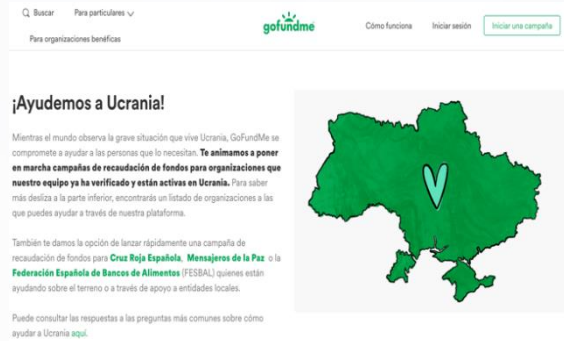 Buscar
Para particulares
Para organizaciones benéficas
gofundme
Cómo funciona
Iniciar sesión
Iniciar una campaña
¡Ayudemos a Ucrania!
Mientras el mundo observa la grave situación que vive Ucrania, GoFundMe se
compromete a ayudar a las personas que lo necesitan. Te animamos a poner
en marcha campañas de recaudación de fondos para organizaciones que
nuestro equipo ya ha verificado y están activas en Ucrania. Para saber
más desliza a la parte inferior, encontrarás un listado de organizaciones a las
que puedes ayudar a través de nuestra plataforma.
También te damos la opción de lanzar rápidamente una campaña de
recaudación de fondos para Cruz Roja Española, Mensajeros de la Paz o la
Federación Española de Bancos de Alimentos (FESBAL) quienes están
ayudando sobre el terreno o a través de apoyo a entidades locales.
Puede consultar las respuestas a las preguntas más comunes sobre cómo
ayudar a Ucrania aquí.